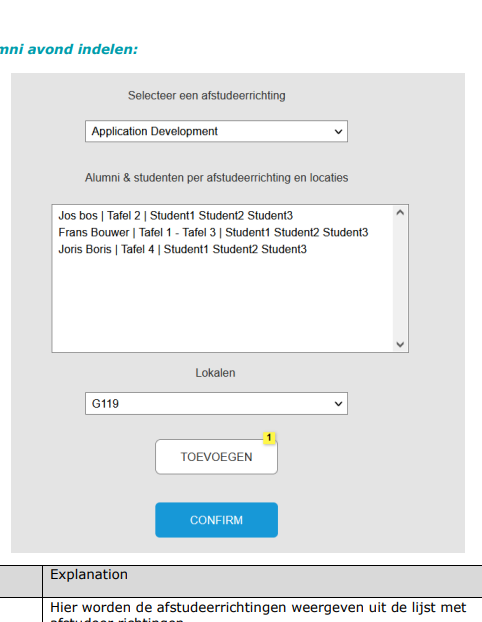 mni avond indelen:
Selecteer een afstudeerrichting
Application Development
Alumni & studenten per afstudeerrichting en locaties
Jos bos | Tafel 2 | Student1 Student2 Student3
Frans Bouwer | Tafel 1 - Tafel 3 | Student1 Student2 Student3
Joris Boris | Tafel 4 | Student1 Student2 Student3
Lokalen
G119
1
TOEVOEGEN
CONFIRM
Explanation
Hier worden de afstudeerrichtingen weergeven uit de lijst met
afstudeer richtingen